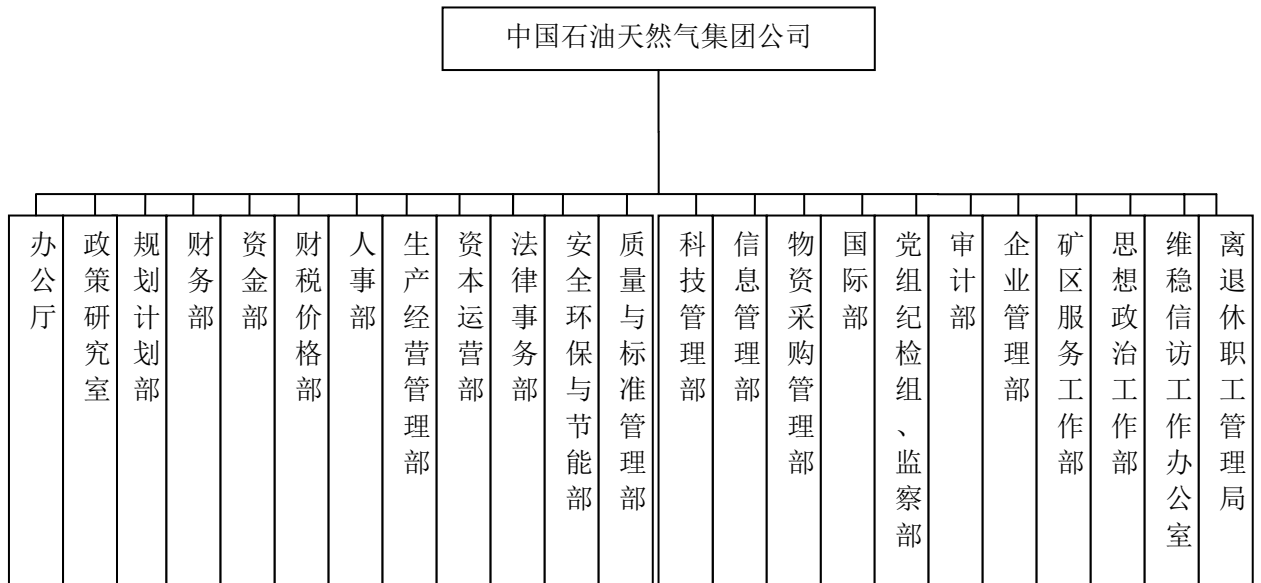 中国石油天然气集团公司
办公厅
政策研究室
规划计划部
财务部
资金部
财税价格部
人事部
生产经营管理部
资本运营部
法律事务部
安全环保与节能部
质量与标准管理部
科技管理部
信息管理部
物资采购管理部
国际部
党组纪检组、监察部
审计部
企业管理部
矿区服务工作部
思想政治工作部
维稳信访工作办公室
离退休职工管理局